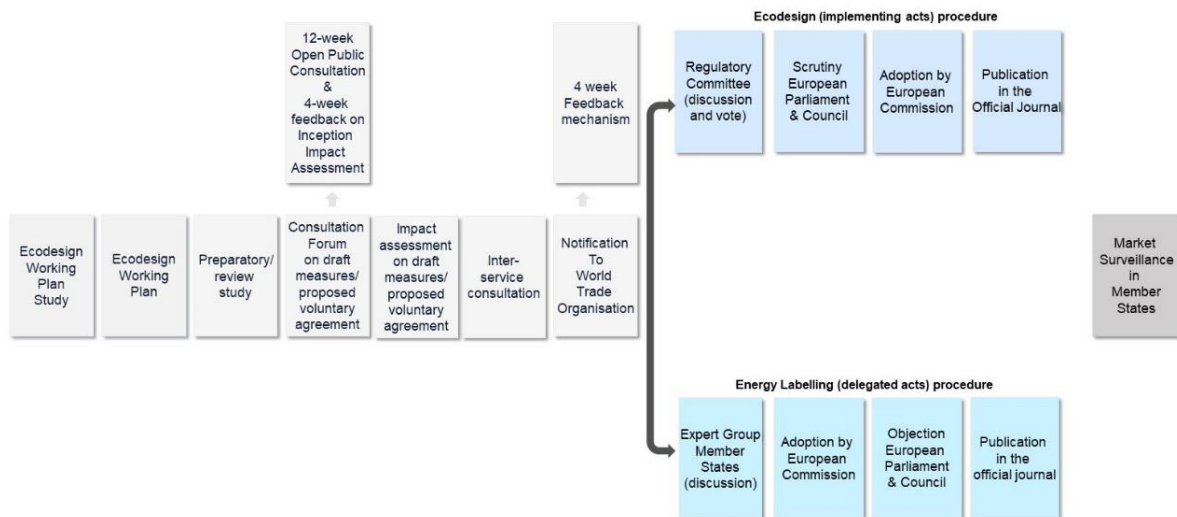 Ecodesign (implementing acts) procedure
12-week
Open Public
Consultation
&
4-week
feedback on
Inception
Impact
Assessment
4 week
Feedback
mechanism
Regulatory
Committee
(discussion
and vote)
Scrutiny
European
Parliament
& Council
Adoption by
European
Commission
Publication
in the
Official Journal
Ecodesign
Working
Plan
Study
Ecodesign
Working
Plan
Preparatory/
review
study
Consultation
Forum
on draft
measures/
proposed
voluntary
agreement
Impact
assessment
on draft
measures/
proposed
voluntary
agreement
Inter-
service
consultation
Notification
To
World
Trade
Organisation
Market
Surveillance
in
Member
States
Energy Labelling (delegated acts) procedure
Expert Group
Member
States
(discussion)
Adoption by
European
Commission
Objection
European
Parliament
& Council
Publication
in the
official journal